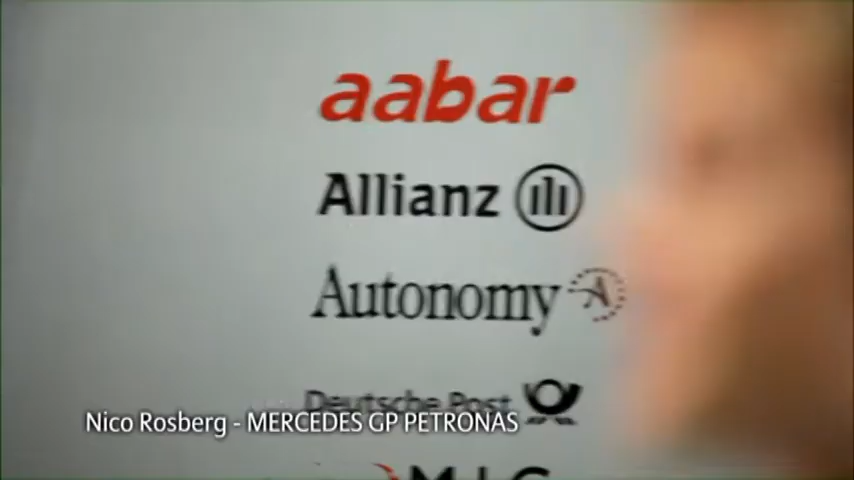 aabar
Allianz
Autonomy
Deutsche Post
Nico Rosberg - MERCEDES GP PETRONAS